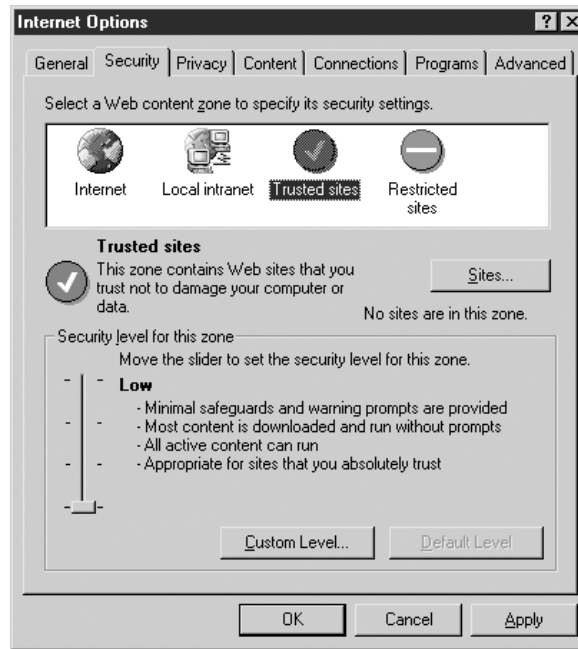 Internet Options
General Security Privacy Content Connections Programs Advanced
Select a Web content zone to specify its security settings.
Internet Local intranet Trusted sites Restricted sites
Trusted sites
This zone contains Web sites that you
trust not to damage your computer or
data.
Sites...
No sites are in this zone.
Security level for this zone
Move the slider to set the security level for this zone.
Low
- Minimal safeguards and warning prompts are provided
- Most content is downloaded and run without prompts
- All active content can run
- Appropriate for sites that you absolutely trust
Custom Level... Default Level
OK Cancel Apply